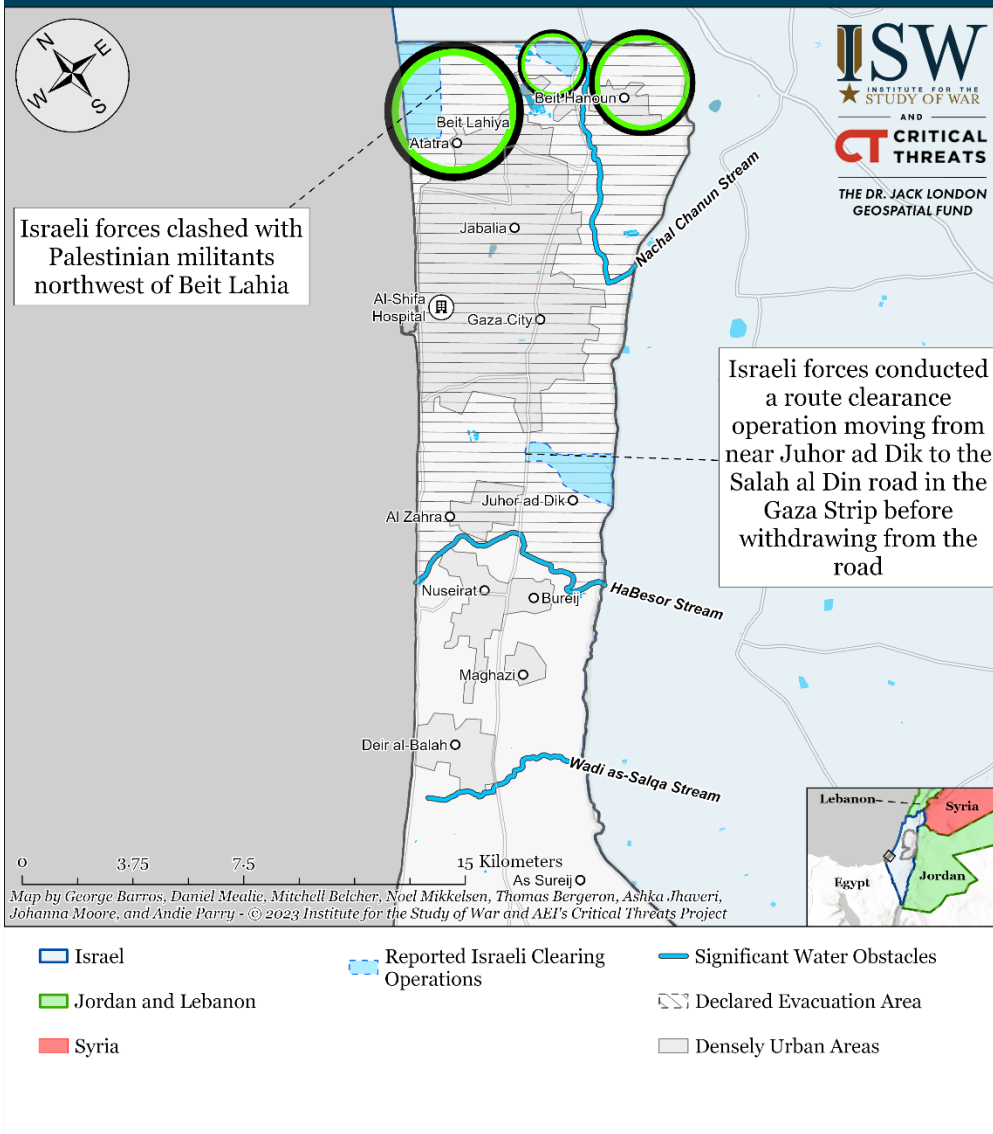 N
E
W
S
ISW
INSTITUTE FOR THE
STUDY OF WAR
AND
CT CRITICAL
THREATS
THE DR. JACK LONDON
GEOSPATIAL FUND
Beit Hanoun
Beit Lahiya
Atatra
Israeli forces clashed with
Palestinian militants
northwest of Beit Lahia
Nachal Chanun Stream
Jabalia
Al-Shifa
Hospital
Gaza City
Israeli forces conducted
a route clearance
operation moving from
near Juhor ad Dik to the
Salah al Din road in the
Gaza Strip before
withdrawing from the
road
Juhor ad-Dik
Al Zahra
Nuseirat
Bureij
HaBesor Stream
Maghazi
Deir al-Balah
Wadi as-Salqa Stream
Lebanon
Syria
Egypt
Jordan
0 3.75 7.5 15 Kilometers
As Sureij
Map by George Barros, Daniel Mealie, Mitchell Belcher, Noel Mikkelsen, Thomas Bergeron, Ashka Jhaveri,
Johanna Moore, and Andie Parry - © 2023 Institute for the Study of War and AEI's Critical Threats Project
Israel
Jordan and Lebanon
Syria
Reported Israeli Clearing
Operations
Significant Water Obstacles
Declared Evacuation Area
Densely Urban Areas